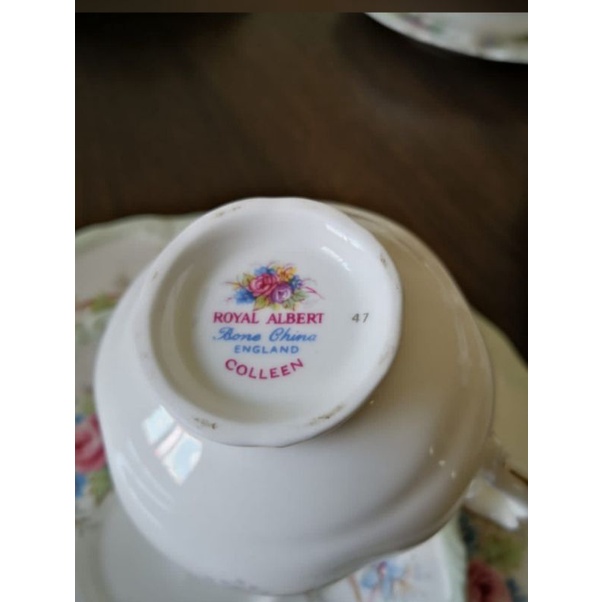 ROYAL ALBERT
47
Bone China
ENGLAND
COLLEEN